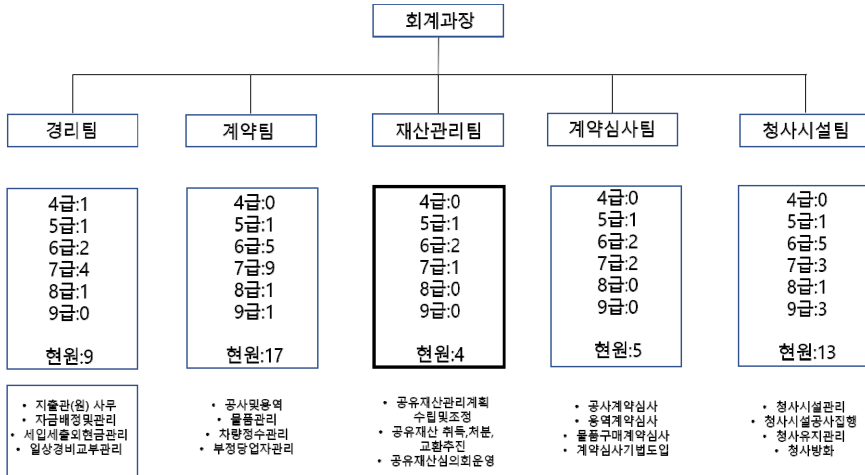 회계과장
경리팀
계약팀
재산관리팀
계약심사팀
청사시설팀
4급:1
5급:1
6급:2
7급:4
8급:1
9급:0
현원:9
4급:0
5급:1
6급:5
7급:9
8급:1
9급:1
현원:17
4급:0
5급:1
6급:2
7급:1
8급:0
9급:0
현원:4
4급:0
5급:1
6급:2
7급:2
8급:0
9급:0
현원:5
4급:0
5급:1
6급:5
7급:3
8급:1
9급:3
현원:13
• 지출관(원) 사무
• 자금배정및관리
• 세입세출외현금관리
• 일상경비교부관리
• 공사및용역
• 물품관리
• 차량정수관리
• 부정당업자관리
• 공유재산관리계획
수립및조정
• 공유재산 취득,처분,
교환추진
• 공유재산심의회운영
• 공사계약심사
• 용역계약심사
• 물품구매계약심사
• 계약심사기법도입
• 청사시설관리
• 청사시설공사집행
• 청사유지관리
• 청사방화